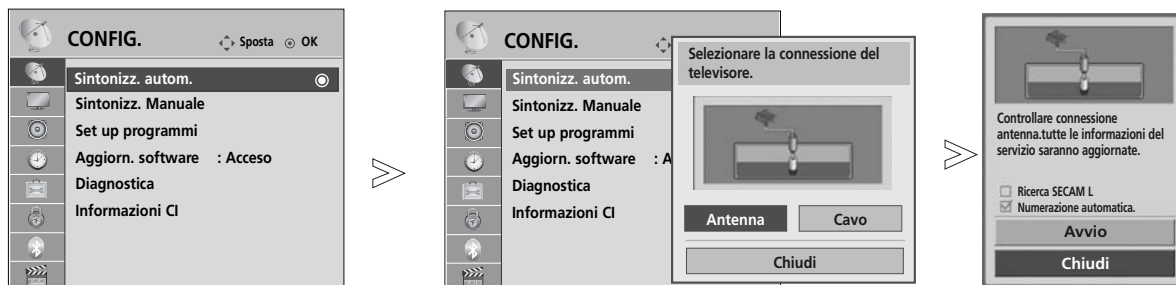 CONFIG. Sposta OK
Sintonizz. autom.
Sintonizz. Manuale
Set up programmi
Aggiorn. software : Acceso
Diagnostica
Informazioni CI
CONFIG.
Sintonizz. autom.
Sintonizz. Manuale
Set up programmi
Aggiorn. software : A
Diagnostica
Informazioni CI
Selezionare la connessione del
televisore.
Antenna Cavo
Chiudi
Controllare connessione
antenna.tutte le informazioni del
servizio saranno aggiornate.
Ricerca SECAM L
Numerazione automatica.
Avvio
Chiudi